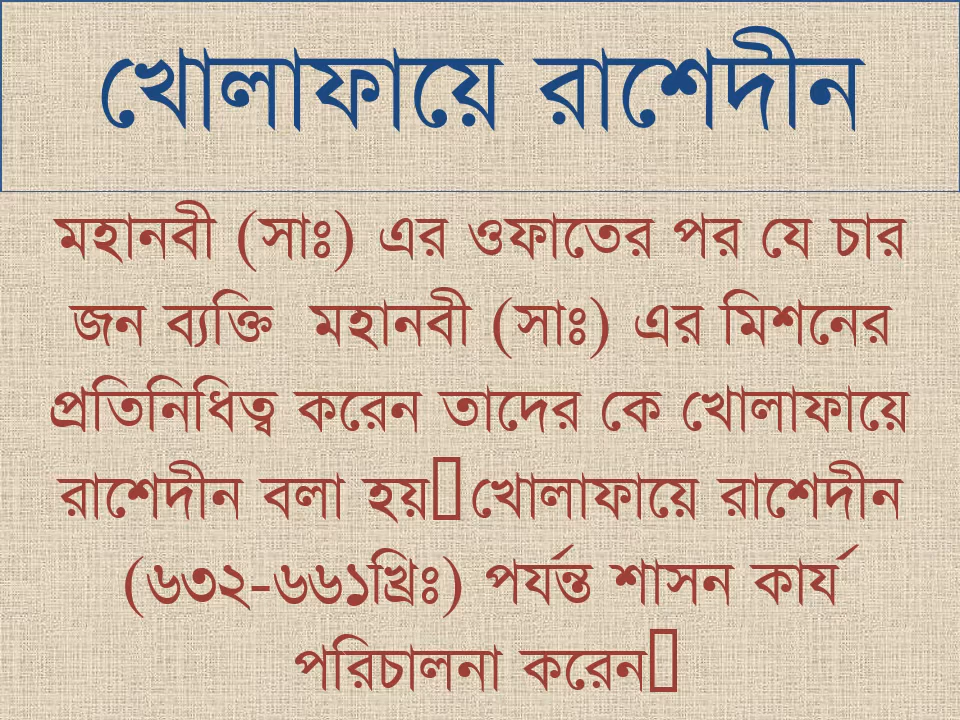 খোলাফায়ে রাশেদীন
মহানবী (সাঃ) এর ওফাতের পর যে চার
জন ব্যক্তি মহানবী (সাঃ) এর মিশনের
প্রতিনিধিত্ব করেন তাদের কে খোলাফায়ে
রাশেদীন বলা হয়▯খোলাফায়ে রাশেদীন
(৬৩২-৬৬১খ্রিঃ) পর্যন্ত শাসন কার্য
পরিচালনা করেন▯